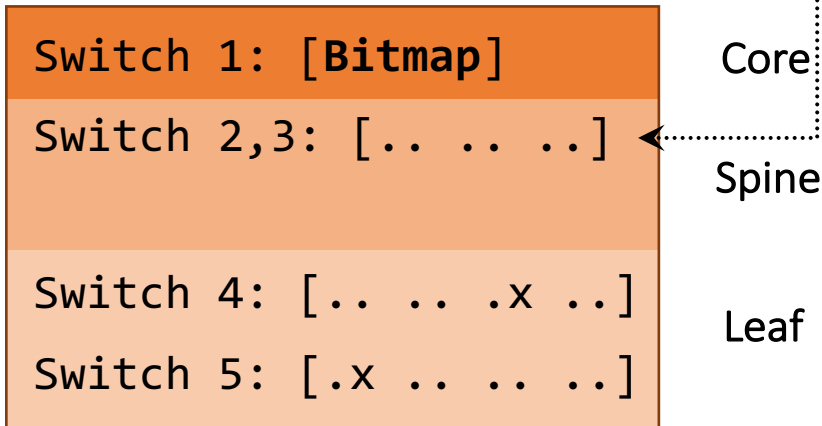 Switch 1: [Bitmap]
Core
Switch 2,3: [.. .. ..]
Spine
Switch 4: [.. .. .x ..]
Leaf
Switch 5: [.x .. .. ..]